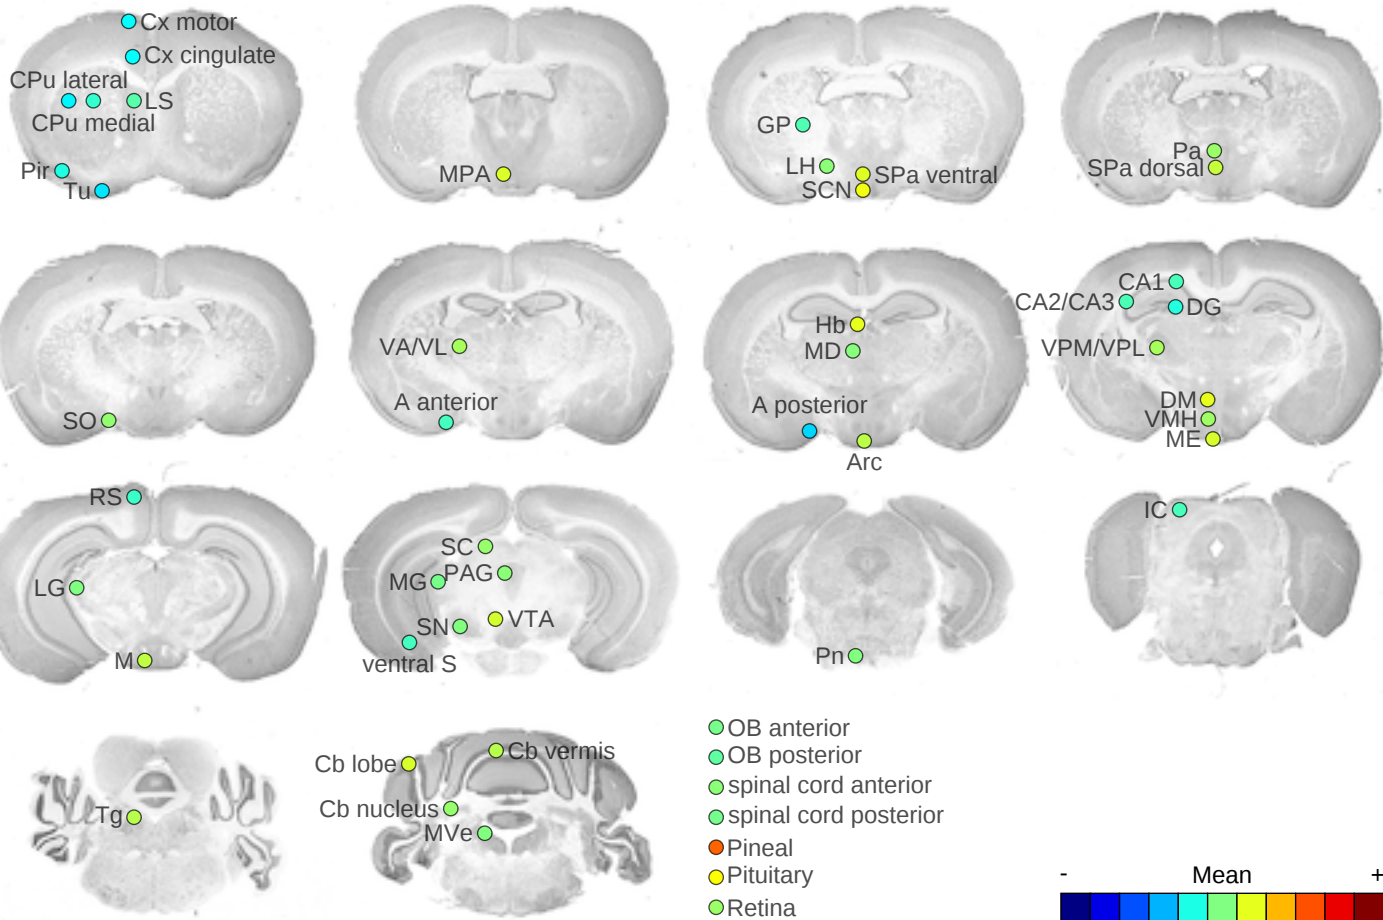 Cx motor
Cx cingulate
CPu lateral
LS
CPu medial
Pir
Tu
MPA
GP
LH
SPa ventral
SCN
Pa
SPa dorsal
SO
VA/VL
A anterior
Hb
MD
A posterior
Arc
CA1
CA2/CA3
DG
VPM/VPL
DM
VMH
ME
RS
LG
M
SC
MG
PAG
SN
VTA
ventral S
Pn
IC
Tg
Cb lobe
Cb vermis
Cb nucleus
MVe
OB anterior
OB posterior
spinal cord anterior
spinal cord posterior
Pineal
Pituitary
Retina
- Mean +